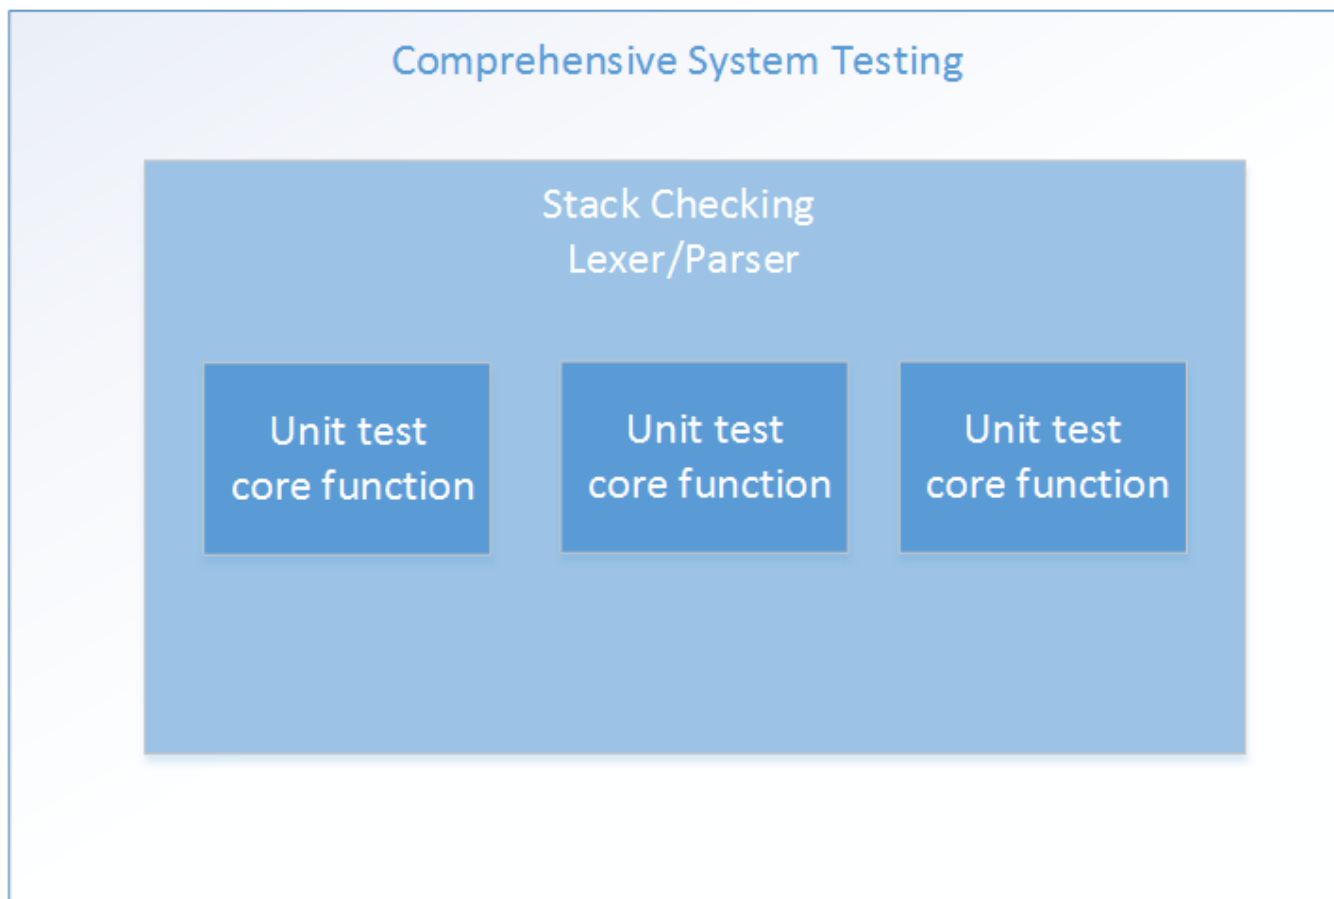 Comprehensive System Testing
Stack Checking
Lexer/Parser
Unit test
core function
Unit test
core function
Unit test
core function